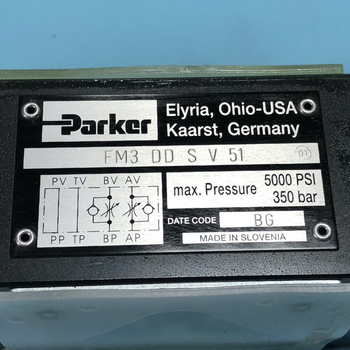 Parker
Elyria, Ohio-USA
Kaarst, Germany
FM3 DD S V 51
01
PV TV BV AV
PP TP BP AP
max. Pressure 5000 PSI
350 bar
DATE CODE BG
MADE IN SLOVENIA